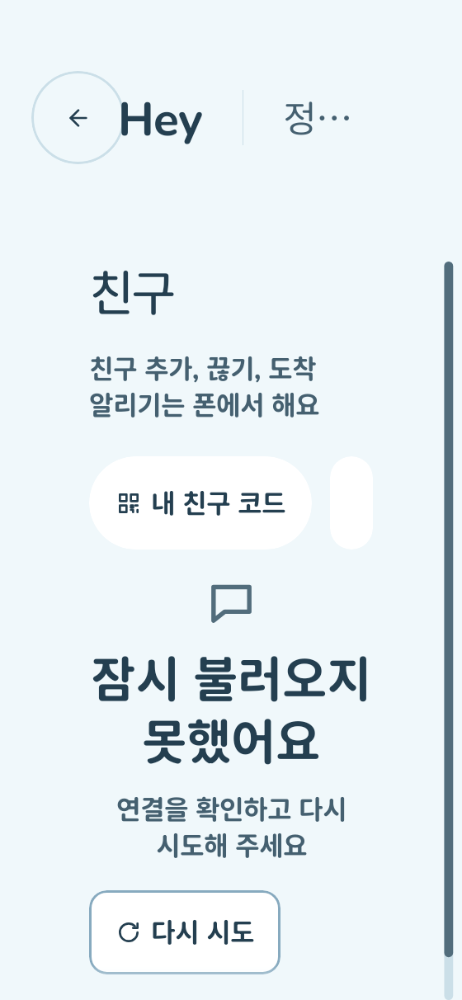 Hey
정…
친구
친구 추가, 끊기, 도착
알리기는 폰에서 해요
내 친구 코드
잠시 불러오지
못했어요
연결을 확인하고 다시
시도해 주세요
다시 시도